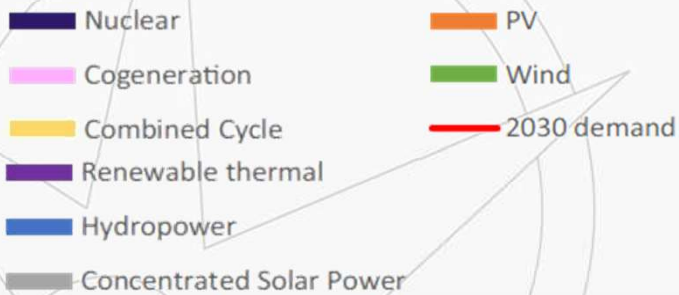 Nuclear
Cogeneration
Combined Cycle
Renewable thermal
Hydropower
Concentrated Solar Power
PV
Wind
2030 demand